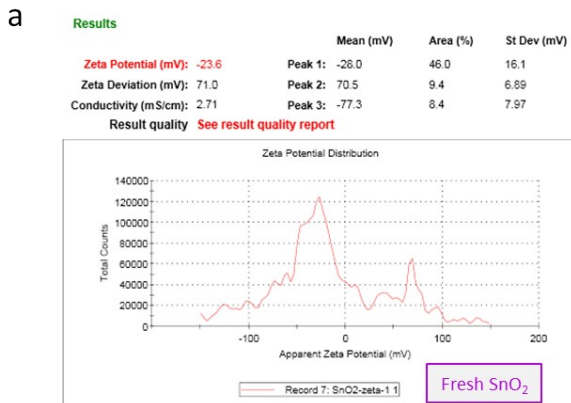 a
Results
Mean (mV) Area (%) St Dev (mV)
Zeta Potential (mV): -23.6 Peak 1: -28.0 46.0 16.1
Zeta Deviation (mV): 71.0 Peak 2: 70.5 9.4 6.89
Conductivity (mS/cm): 2.71 Peak 3: -77.3 8.4 7.97
Result quality See result quality report
Zeta Potential Distribution
140000
120000
100000
80000
60000
40000
20000
0
Total Counts
-100 0 100 200
Apparent Zeta Potential (mV)
Record 7: SnO2-zeta-1 1
Fresh SnO₂